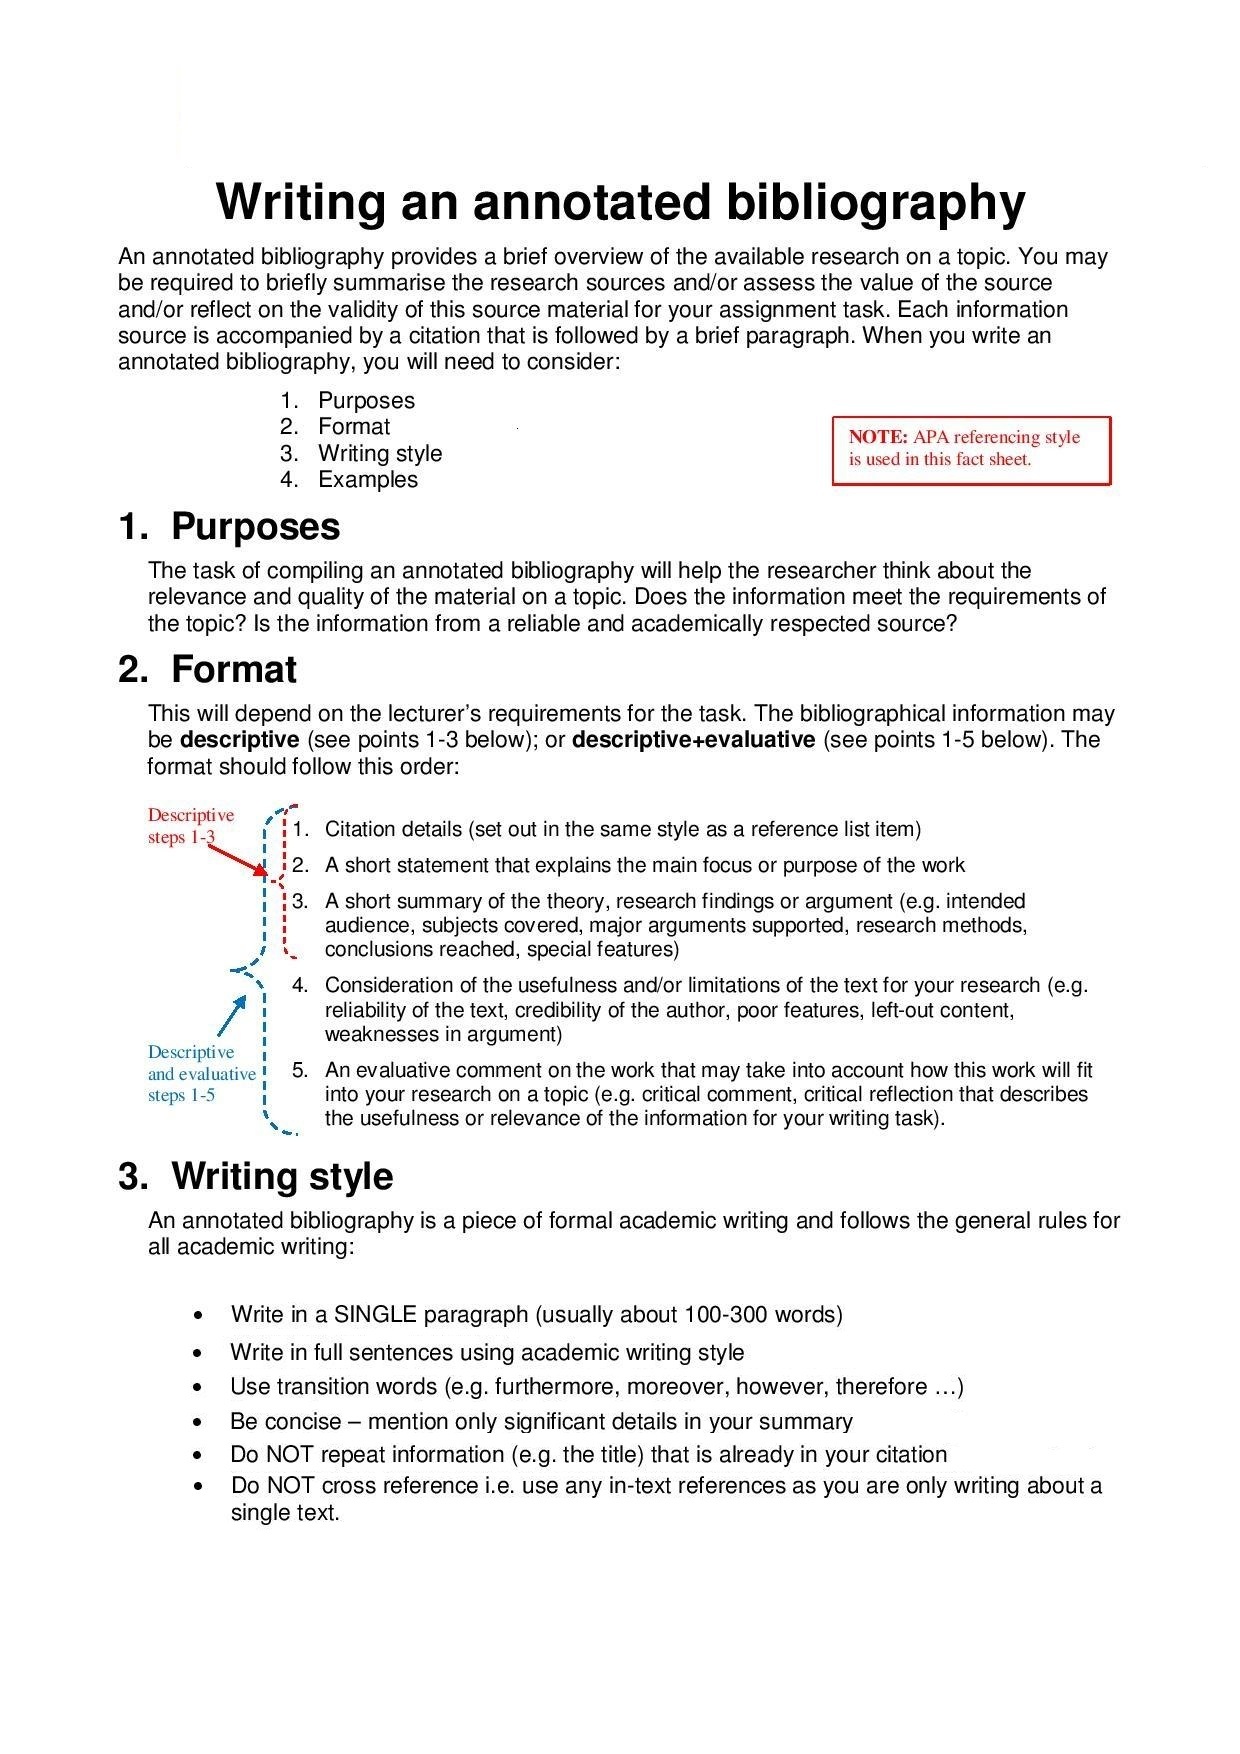 Writing an annotated bibliography
An annotated bibliography provides a brief overview of the available research on a topic. You may
be required to briefly summarise the research sources and/or assess the value of the source
and/or reflect on the validity of this source material for your assignment task. Each information
source is accompanied by a citation that is followed by a brief paragraph. When you write an
annotated bibliography, you will need to consider:
1. Purposes
2. Format
3. Writing style
4. Examples
NOTE: APA referencing style
is used in this fact sheet.
1. Purposes
The task of compiling an annotated bibliography will help the researcher think about the
relevance and quality of the material on a topic. Does the information meet the requirements of
the topic? Is the information from a reliable and academically respected source?
2. Format
This will depend on the lecturer's requirements for the task. The bibliographical information may
be descriptive (see points 1-3 below); or descriptive+evaluative (see points 1-5 below). The
format should follow this order:
Descriptive
steps 1-3
1. Citation details (set out in the same style as a reference list item)
2. A short statement that explains the main focus or purpose of the work
3. A short summary of the theory, research findings or argument (e.g. intended
audience, subjects covered, major arguments supported, research methods,
conclusions reached, special features)
4. Consideration of the usefulness and/or limitations of the text for your research (e.g.
reliability of the text, credibility of the author, poor features, left-out content,
weaknesses in argument)
Descriptive
and evaluative
steps 1-5
5. An evaluative comment on the work that may take into account how this work will fit
into your research on a topic (e.g. critical comment, critical reflection that describes
the usefulness or relevance of the information for your writing task).
3. Writing style
An annotated bibliography is a piece of formal academic writing and follows the general rules for
all academic writing:
• Write in a SINGLE paragraph (usually about 100-300 words)
• Write in full sentences using academic writing style
• Use transition words (e.g. furthermore, moreover, however, therefore …)
• Be concise – mention only significant details in your summary
• Do NOT repeat information (e.g. the title) that is already in your citation
• Do NOT cross reference i.e. use any in-text references as you are only writing about a
single text.